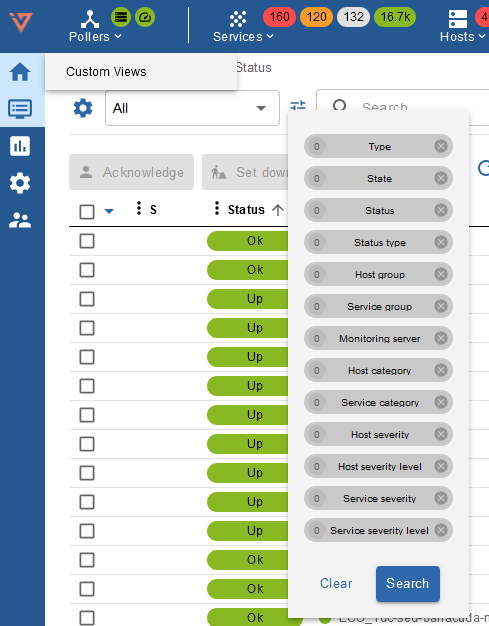 160 120 132 16.7k
Pollers Services Hosts
Custom Views
Status
All Search
Acknowledge Set down
S Status
Type
State
Status
Status type
Host group
Service group
Monitoring server
Host category
Service category
Host severity
Host severity level
Service severity
Service severity level
0
0
0
0
0
0
0
0
0
0
0
0
0
Clear Search
Ok
Ok
Up
Up
Up
Up
Up
Up
Up
Up
Up
Ok
Ok
Ok